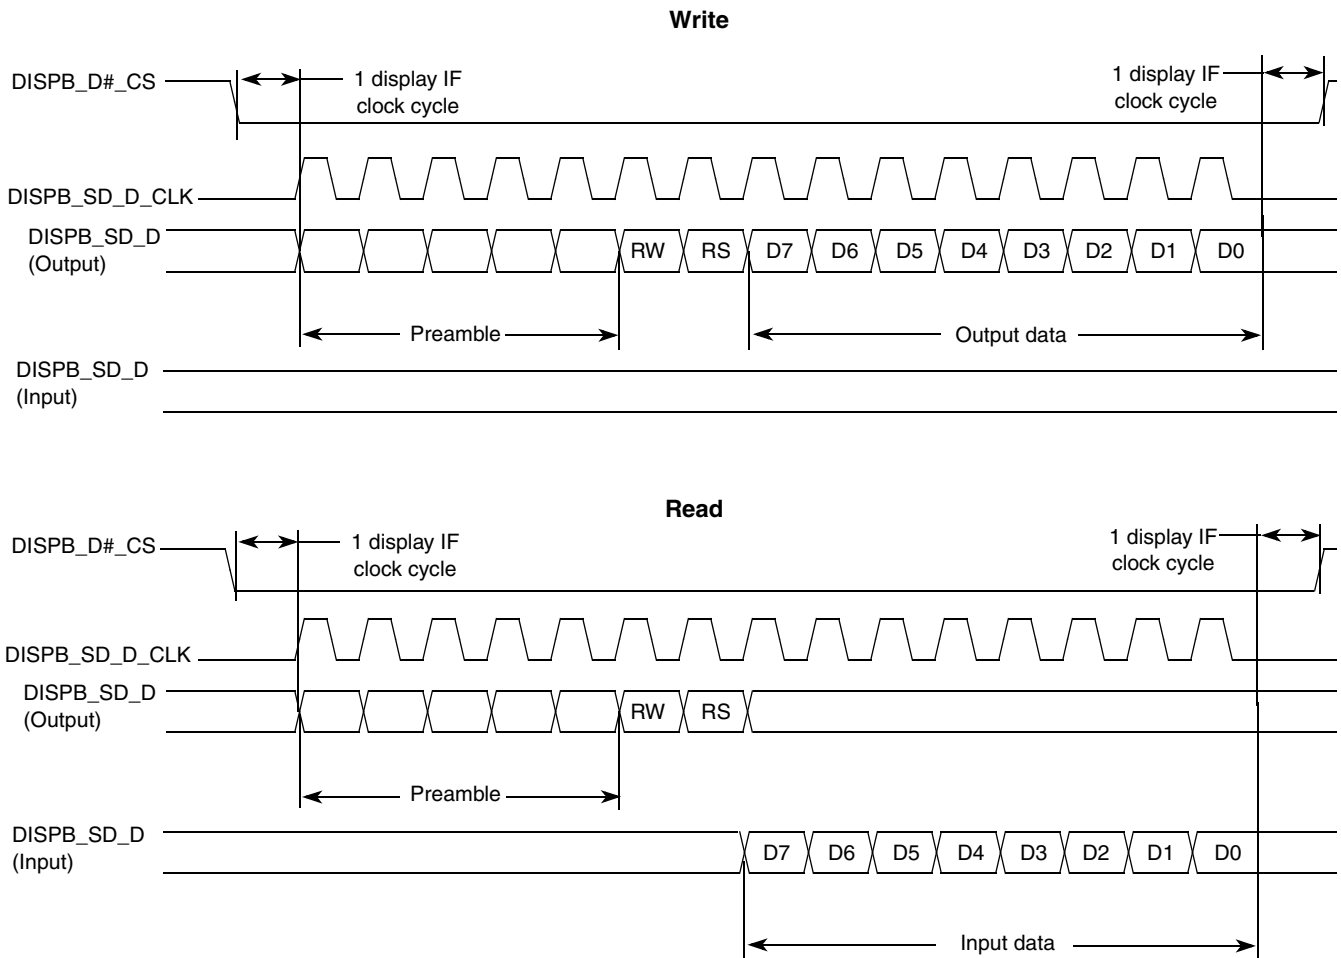 Write
DISPB_D#_CS
1 display IF
clock cycle
1 display IF
clock cycle
DISPB_SD_D_CLK
DISPB_SD_D
(Output)
RW RS D7 D6 D5 D4 D3 D2 D1 D0
Preamble
Output data
DISPB_SD_D
(Input)
Read
DISPB_D#_CS
1 display IF
clock cycle
1 display IF
clock cycle
DISPB_SD_D_CLK
DISPB_SD_D
(Output)
RW RS
Preamble
DISPB_SD_D
(Input)
D7 D6 D5 D4 D3 D2 D1 D0
Input data